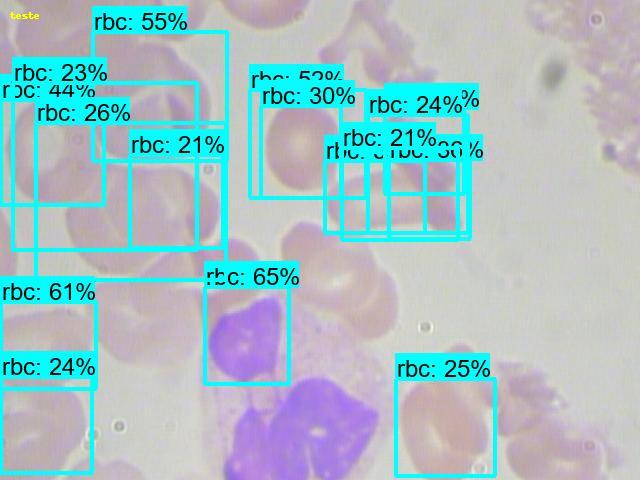 teste
rbc: 55%
rbc: 23%
rbc: 44%
rbc: 26%
rbc: 21%
rbc: 52%
rbc: 30%
rbc: 24%
rbc: 21%
rbc: 65%
rbc: 61%
rbc: 24%
rbc: 25%